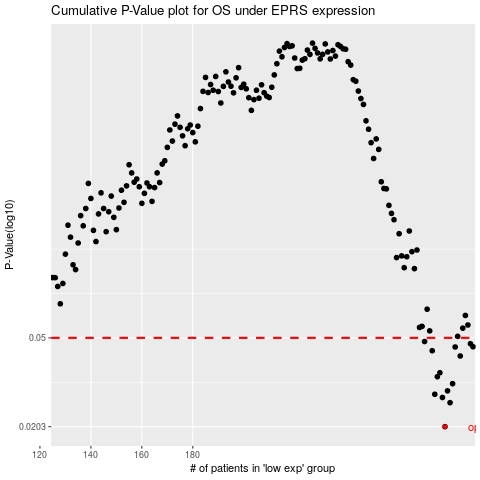 Cumulative P-Value plot for OS under EPRS expression
P-Value(log10)
0.05
0.0203
op
120 140 160 180
# of patients in 'low exp' group